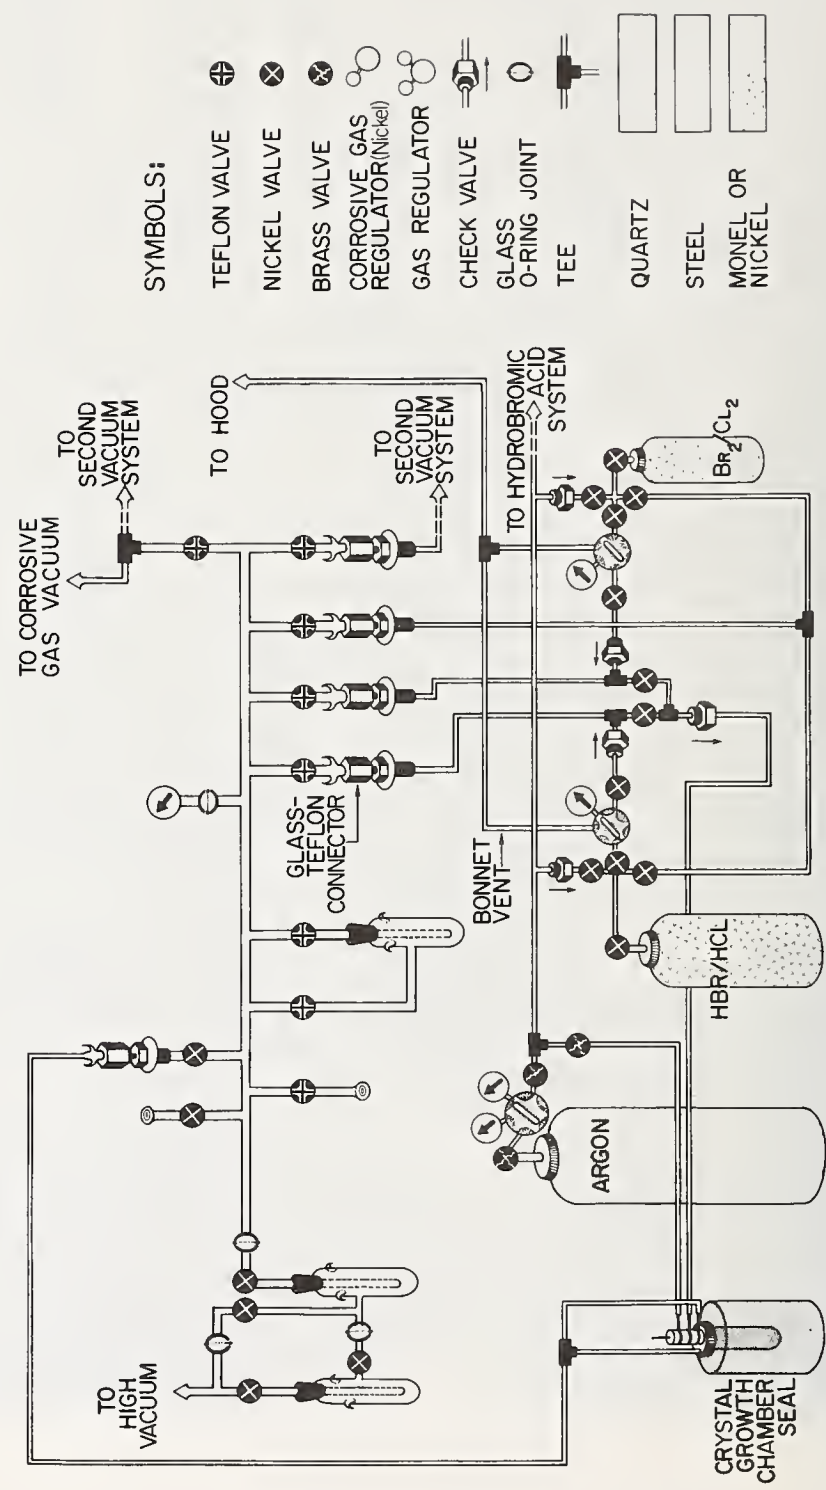 TO CORROSIVE
GAS VACUUM
TO
SECOND
VACUUM
SYSTEM
TO HOOD
TO
SECOND
VACUUM
SYSTEM
TO HYDROBROMIC
ACID
SYSTEM
GLASS-
TEFLON
CONNECTOR
BONNET
VENT
TO
HIGH
VACUUM
ARGON
HBR/HCL
BR2/CL2
CRYSTAL
GROWTH
CHAMBER
SEAL
SYMBOLS:
TEFLON VALVE
NICKEL VALVE
BRASS VALVE
CORROSIVE GAS
REGULATOR(Nickel)
GAS REGULATOR
CHECK VALVE
GLASS
O-RING JOINT
TEE
QUARTZ
STEEL
MONEL OR
NICKEL